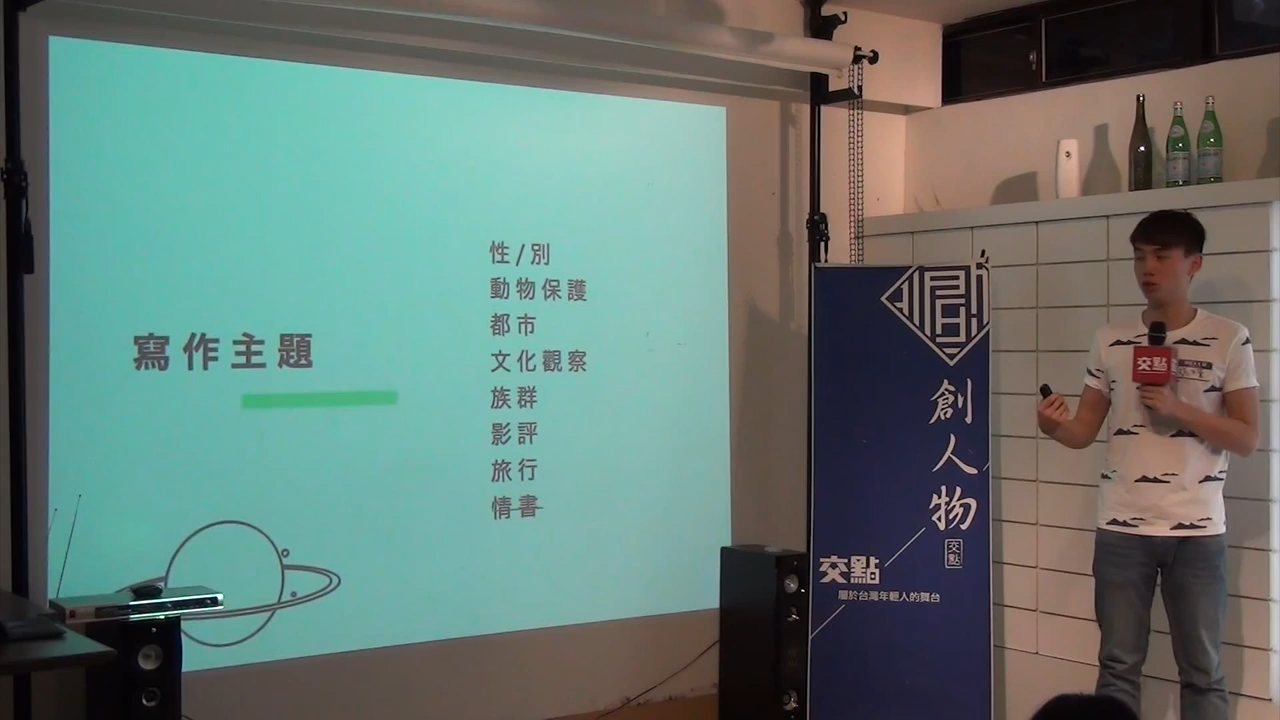 寫作主題
性/別
動物保護
都市
文化觀察
族群
影評
旅行
情書
創人物
交點
交點
屬於台灣年輕人的舞台
交點